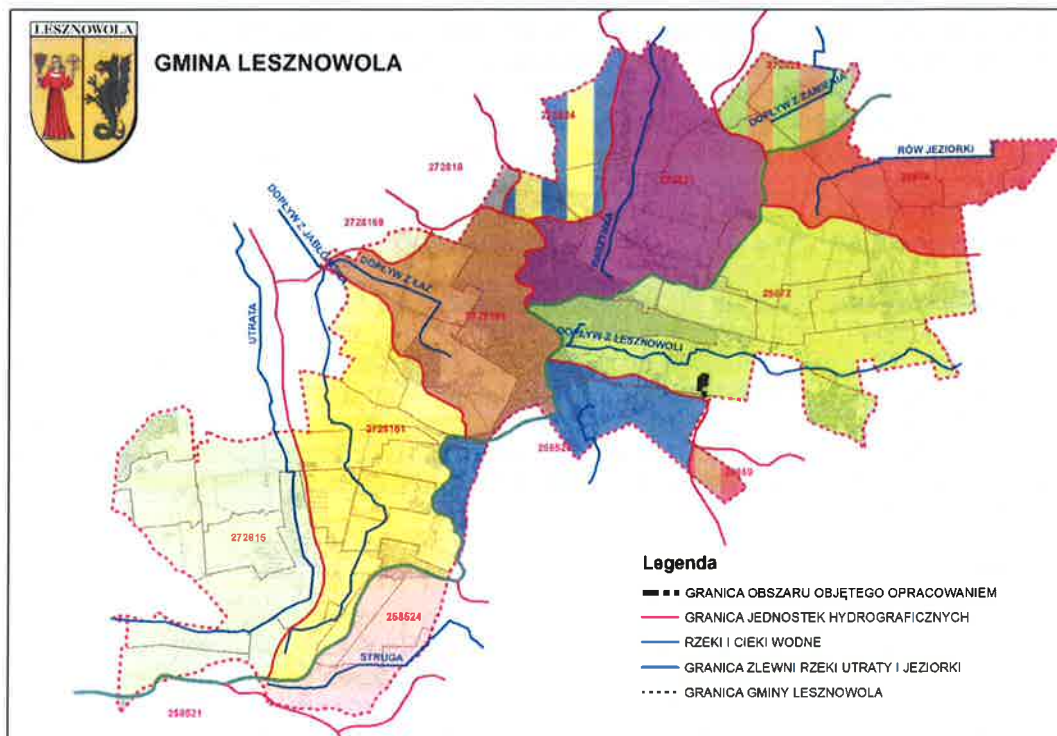 LESZNOWOLA
GMINA LESZNOWOLA
DOPŁYW Z ZAMIENIA
RÓW JEZIORKI
272818
2728169
DOPŁYW Z ŁAZ
UTRATA
25872
DOPŁYW Z LESZNOWOLI
2728161
272815
258524
STRUGA
258521
Legenda
GRANICA OBSZARU OBJĘTEGO OPRACOWANIEM
GRANICA JEDNOSTEK HYDROGRAFICZNYCH
RZEKI I CIEKI WODNE
GRANICA ZLEWNI RZEKI UTRATY I JEZIORKI
GRANICA GMINY LESZNOWOLA